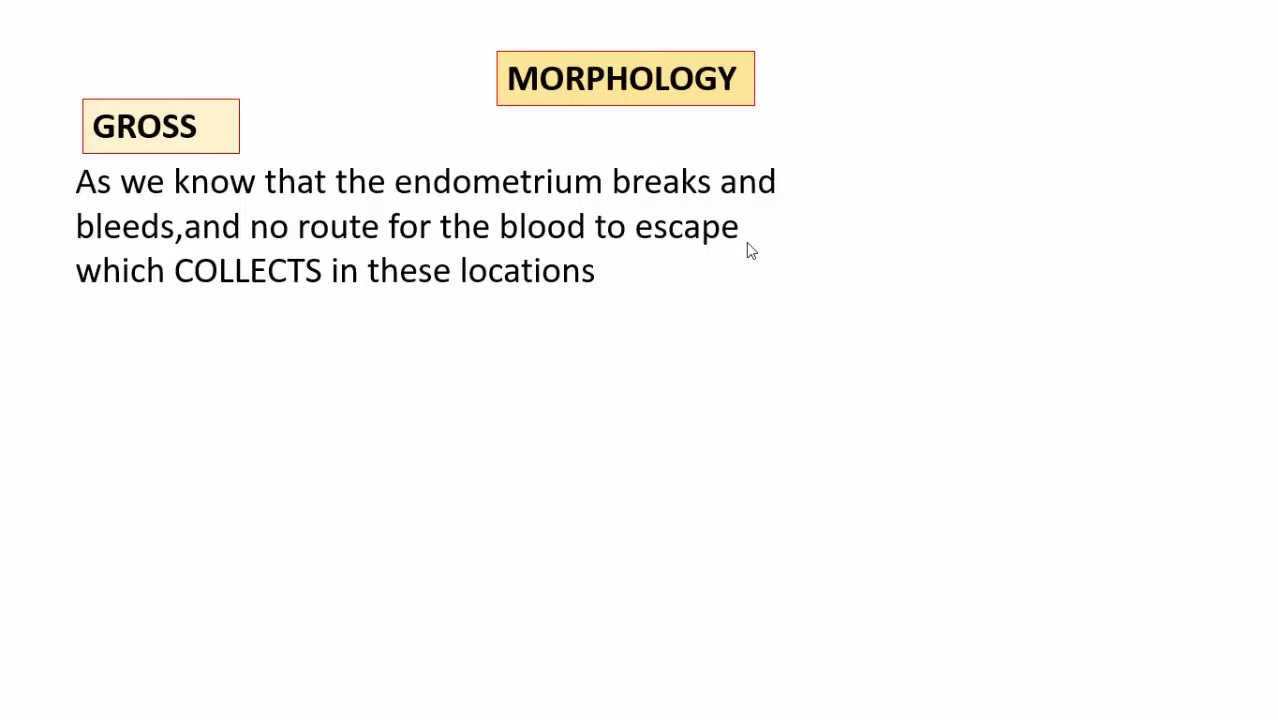 MORPHOLOGY
GROSS
As we know that the endometrium breaks and
bleeds,and no route for the blood to escape
which COLLECTS in these locations